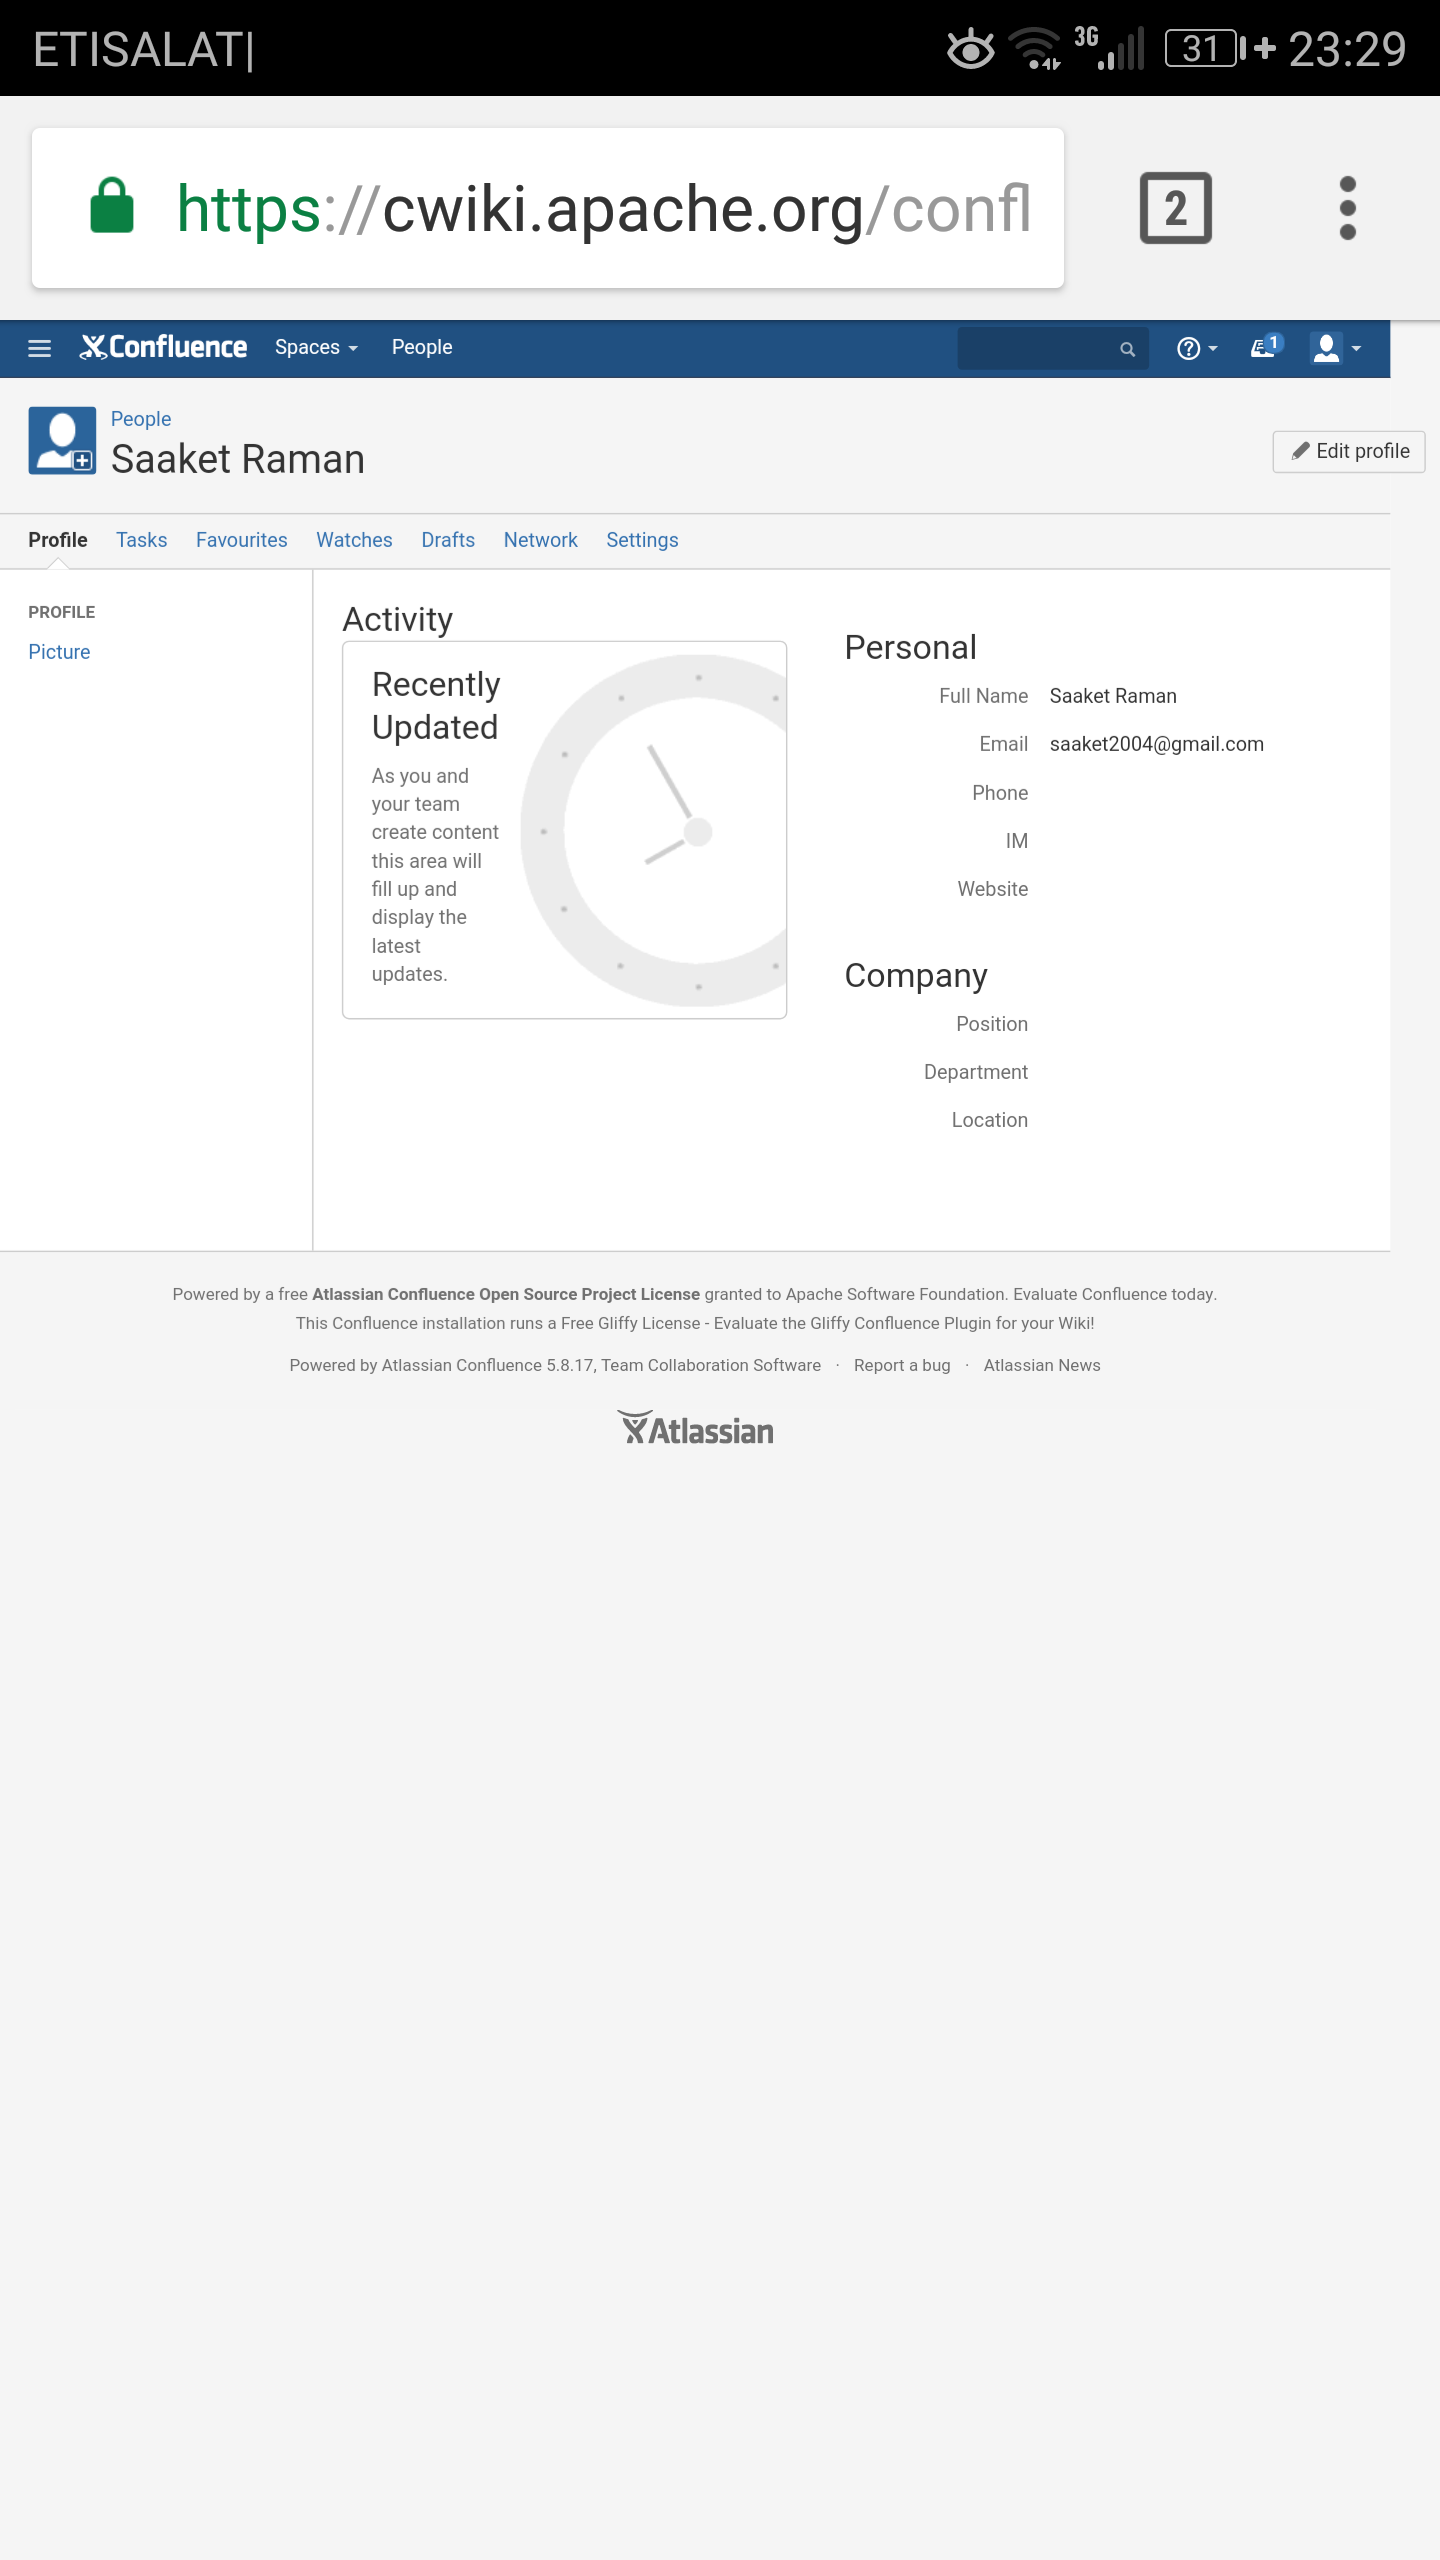 ETISALAT|
3G 31 23:29
https://cwiki.apache.org/confl
2
Confluence Spaces People
1
People
Saaket Raman
Edit profile
Profile Tasks Favourites Watches Drafts Network Settings
PROFILE
Picture
Activity
Recently
Updated
As you and
your team
create content
this area will
fill up and
display the
latest
updates.
Personal
Full Name Saaket Raman
Email saaket2004@gmail.com
Phone
IM
Website
Company
Position
Department
Location
Powered by a free Atlassian Confluence Open Source Project License granted to Apache Software Foundation. Evaluate Confluence today.
This Confluence installation runs a Free Gliffy License - Evaluate the Gliffy Confluence Plugin for your Wiki!
Powered by Atlassian Confluence 5.8.17, Team Collaboration Software · Report a bug · Atlassian News
Atlassian